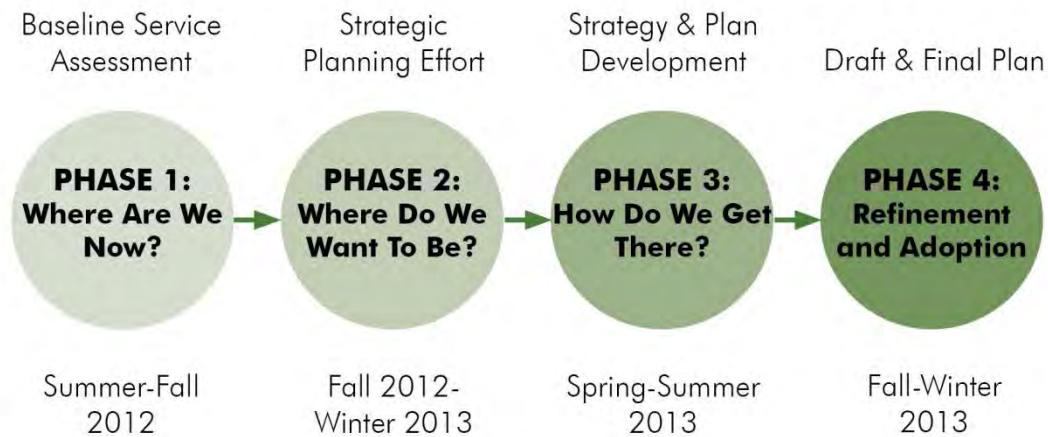 Baseline Service
Assessment
Strategic
Planning Effort
Strategy & Plan
Development
Draft & Final Plan
PHASE 1:
Where Are We
Now?
PHASE 2:
Where Do We
Want To Be?
PHASE 3:
How Do We Get
There?
PHASE 4:
Refinement
and Adoption
Summer-Fall
2012
Fall 2012-
Winter 2013
Spring-Summer
2013
Fall-Winter
2013